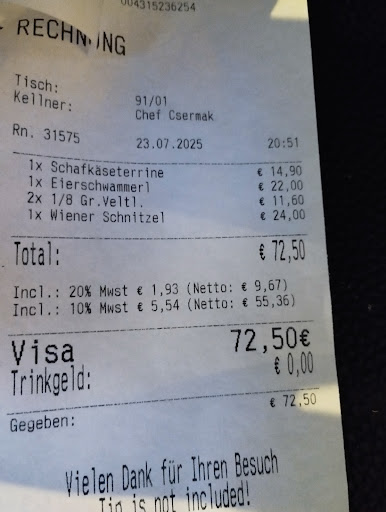 004315236254
RECHNUNG
Tisch: 91/01
Kellner: Chef Csermak
Rn. 31575 23.07.2025 20:51
1x Schafkäseterrine € 14,90
1x Eierschwammerl € 22,00
2x 1/8 Gr.Veltl. € 11,60
1x Wiener Schnitzel € 24,00
Total: € 72,50
Incl.: 20% Mwst € 1,93 (Netto: € 9,67)
Incl.: 10% Mwst € 5,54 (Netto: € 55,36)
Visa 72,50€
Trinkgeld: € 0,00
Gegeben: € 72,50
Vielen Dank für Ihren Besuch
Tip is not included!